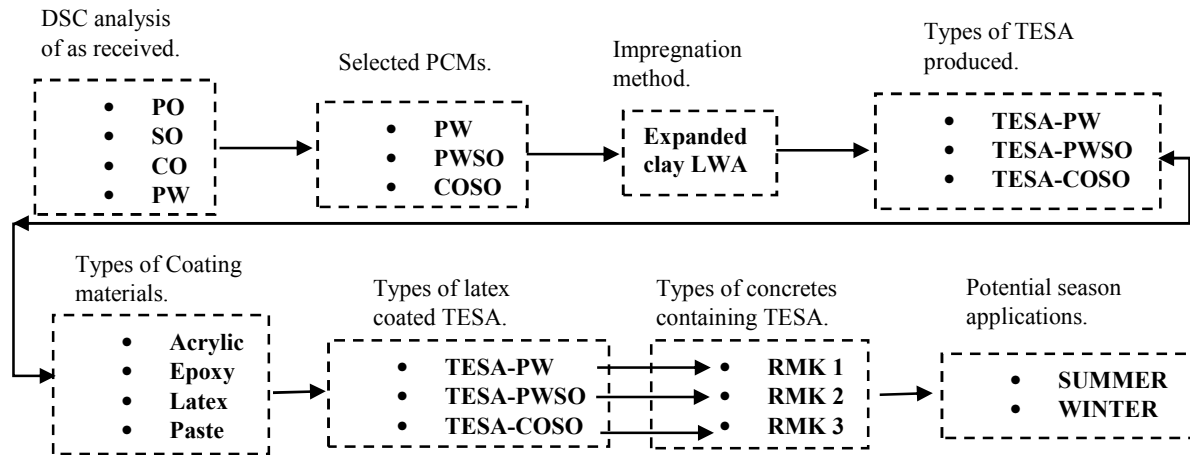 DSC analysis
of as received.
• PO
• SO
• CO
• PW
Selected PCMs.
• PW
• PWSO
• COSO
Impregnation
method.
Expanded
clay LWA
Types of TESA
produced.
• TESA-PW
• TESA-PWSO
• TESA-COSO
Types of Coating
materials.
• Acrylic
• Epoxy
• Latex
• Paste
Types of latex
coated TESA.
• TESA-PW
• TESA-PWSO
• TESA-COSO
Types of concretes
containing TESA.
• RMK 1
• RMK 2
• RMK 3
Potential season
applications.
• SUMMER
• WINTER